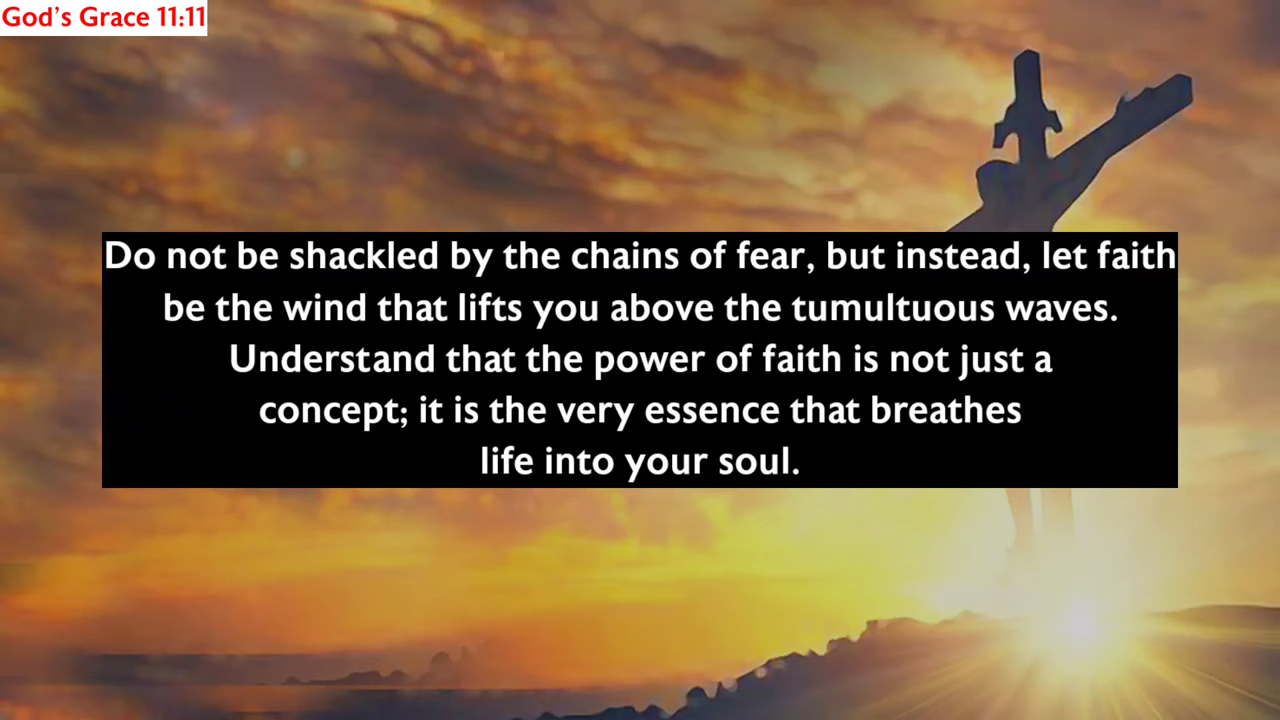 God's Grace 11:11
Do not be shackled by the chains of fear, but instead, let faith
be the wind that lifts you above the tumultuous waves.
Understand that the power of faith is not just a
concept; it is the very essence that breathes
life into your soul.